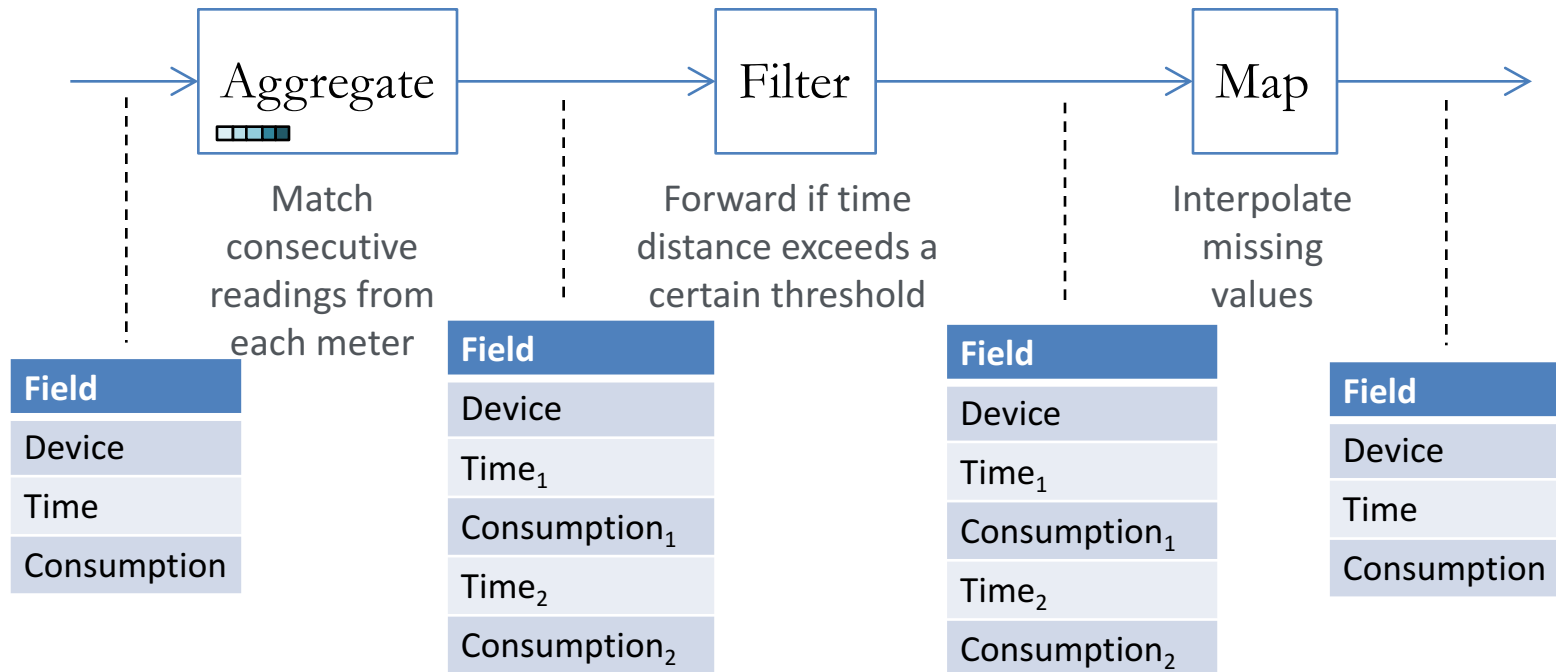 Aggregate
Filter
Map
Match
consecutive
readings from
each meter
Forward if time
distance exceeds a
certain threshold
Interpolate
missing
values
Field
Device
Time
Consumption
Field
Device
Time₁
Consumption₁
Time₂
Consumption₂
Field
Device
Time₁
Consumption₁
Time₂
Consumption₂
Field
Device
Time
Consumption